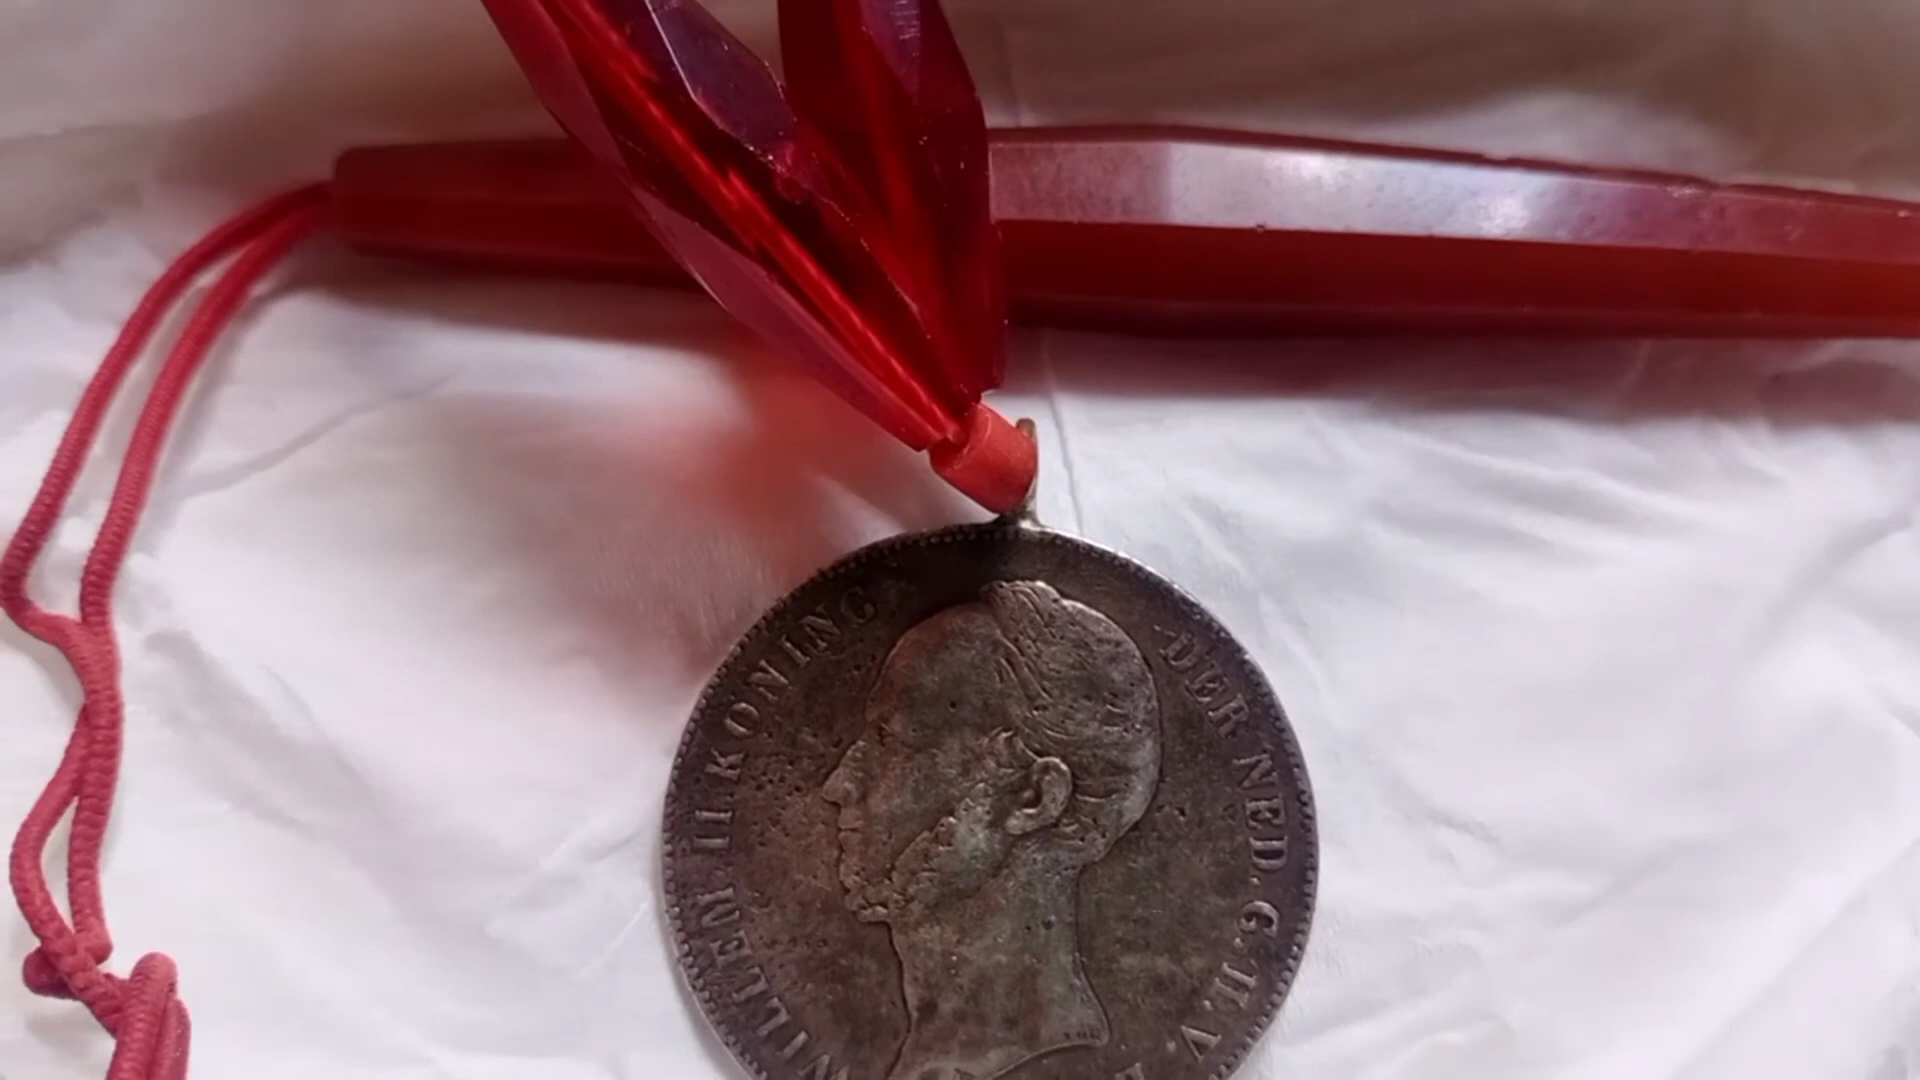 WILLEM II KONING
DER NED. G. H. V.